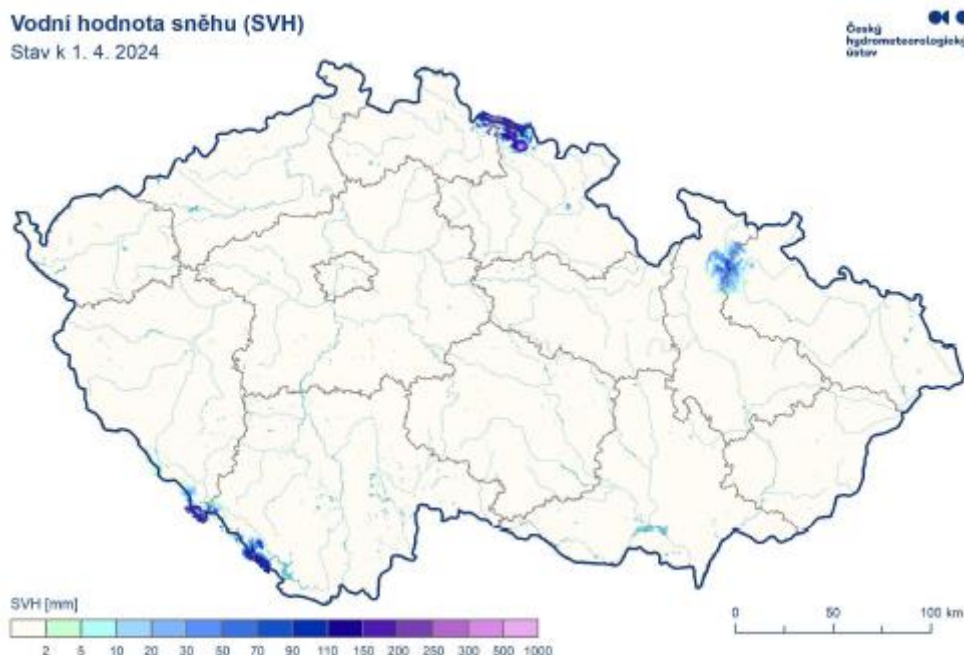 Vodní hodnota sněhu (SVH)
Stav k 1. 4. 2024
Český
hydrometeorologický
ústav
SVH [mm]
2 5 10 20 30 50 70 90 110 150 200 250 300 500 1000
0 50 100 km